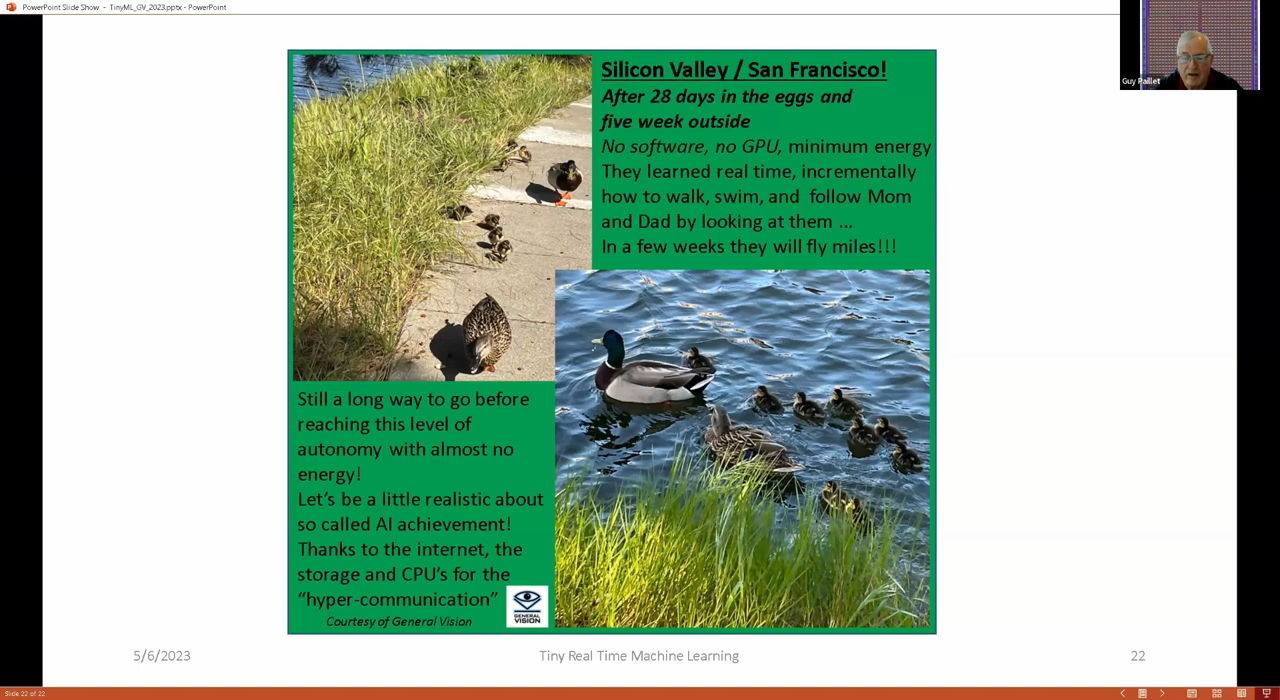 PowerPoint Slide Show - TinyML_GV_2023.pptx - PowerPoint
Guy Paillet
Silicon Valley / San Francisco!
After 28 days in the eggs and
five week outside
No software, no GPU, minimum energy
They learned real time, incrementally
how to walk, swim, and follow Mom
and Dad by looking at them ...
In a few weeks they will fly miles!!!
Still a long way to go before
reaching this level of
autonomy with almost no
energy!
Let's be a little realistic about
so called AI achievement!
Thanks to the internet, the
storage and CPU's for the
“hyper-communication”
Courtesy of General Vision
GENERAL
VISION
5/6/2023
Tiny Real Time Machine Learning
22
Slide 22 of 22